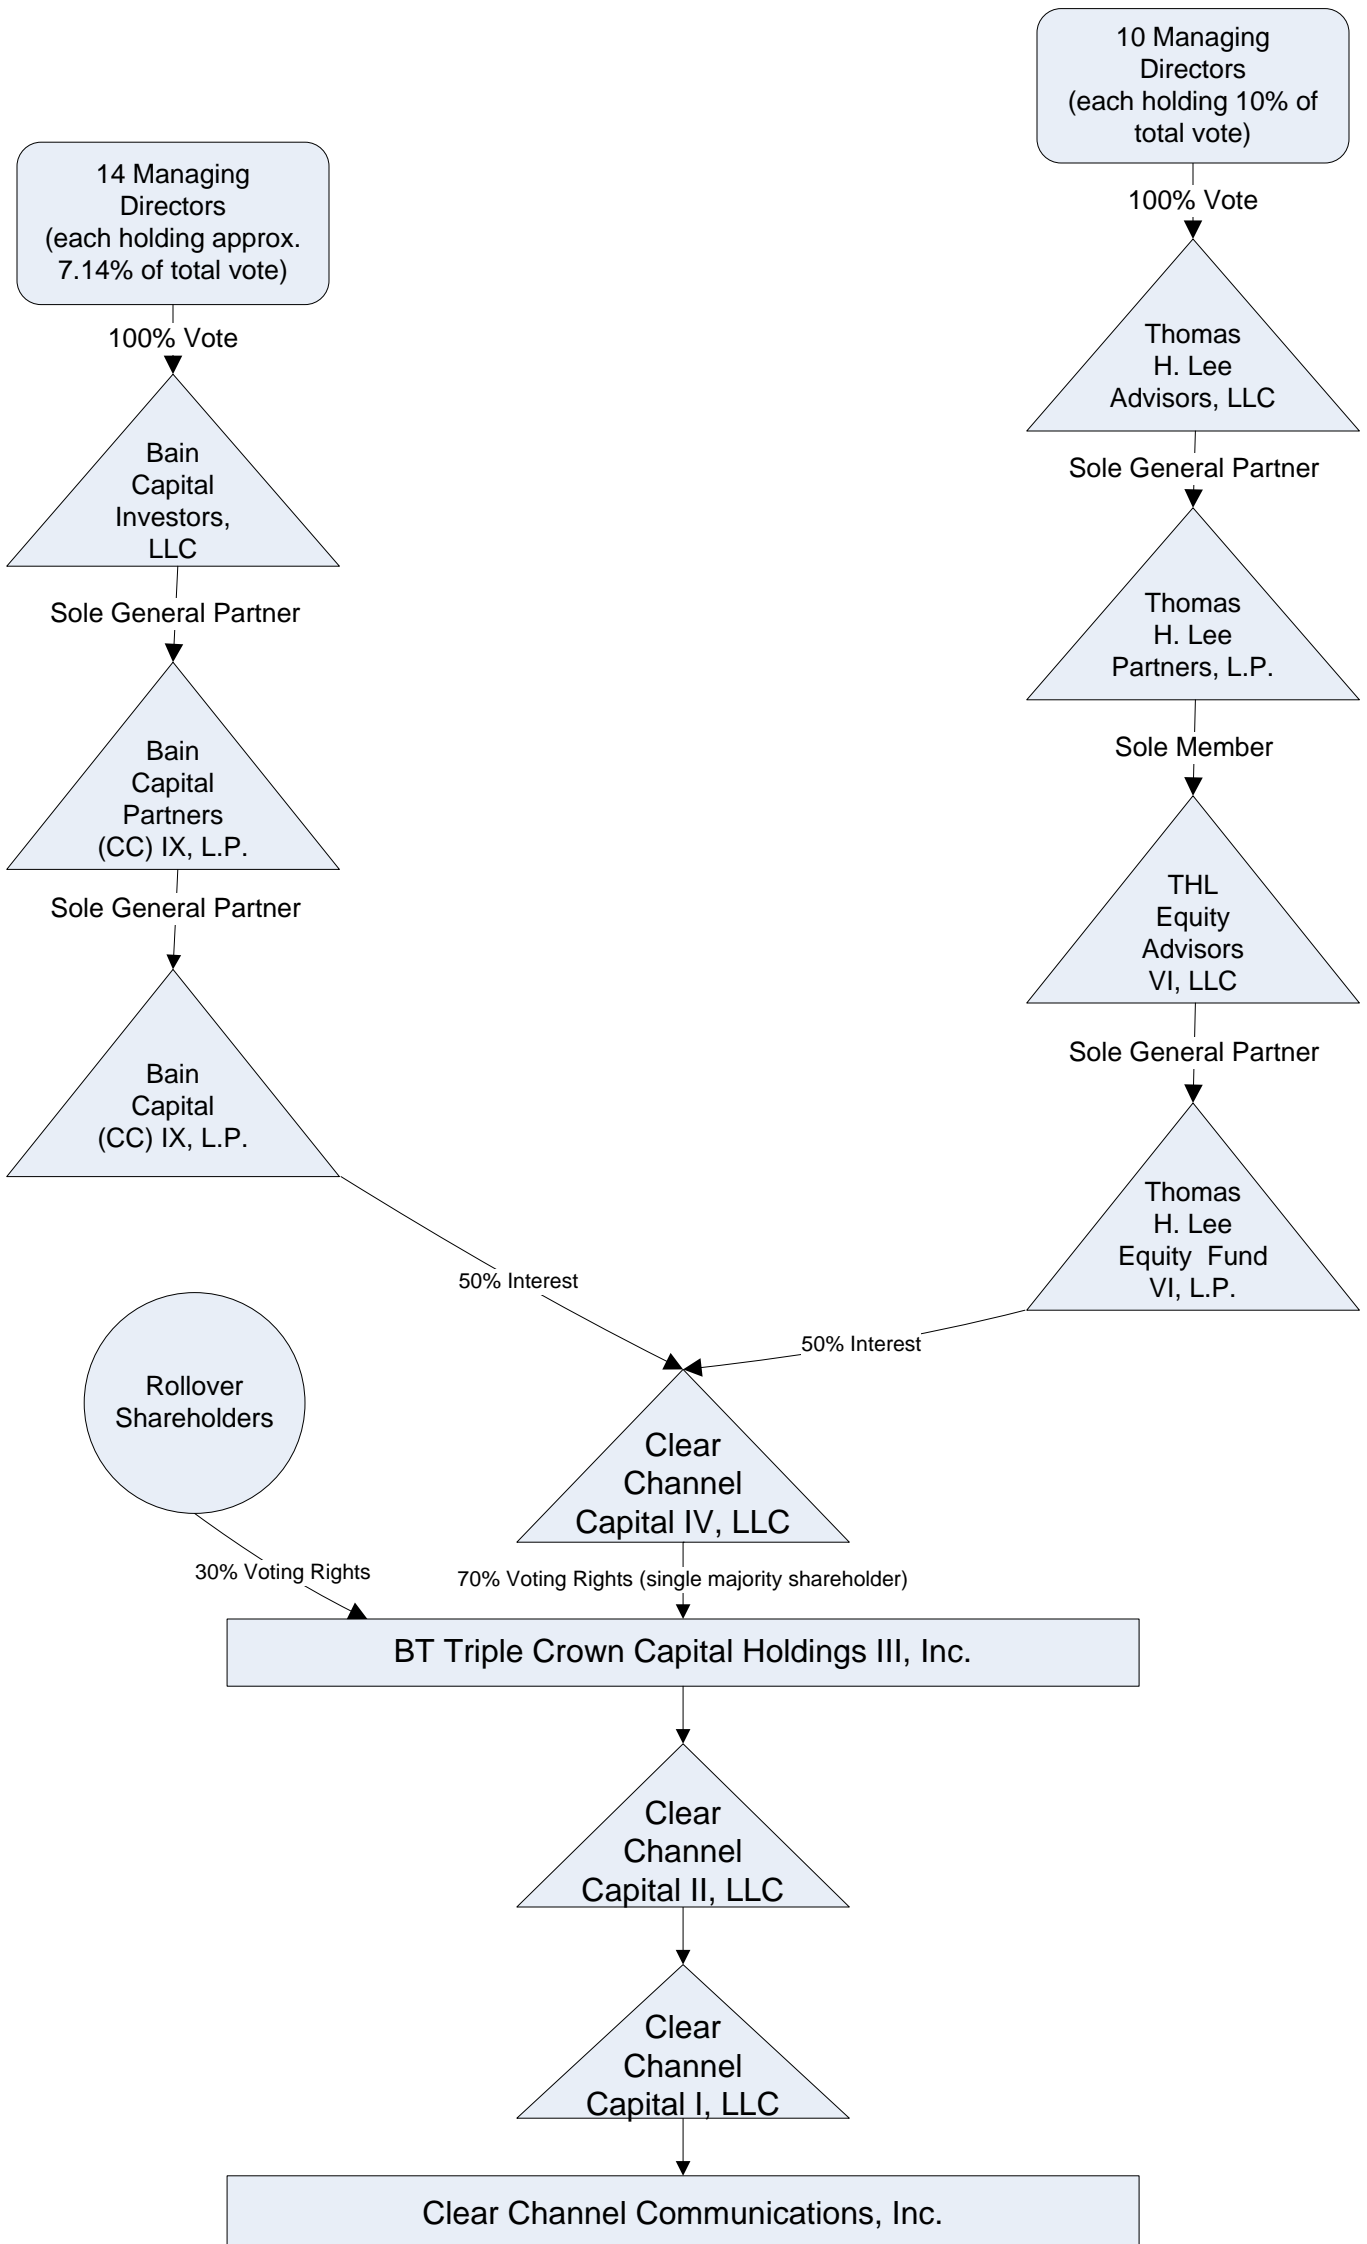 10 Managing
Directors
(each holding 10% of
total vote)
14 Managing
Directors
(each holding approx.
7.14% of total vote)
100% Vote
100% Vote
Thomas
H. Lee
Advisors, LLC
Bain
Capital
Investors,
LLC
Sole General Partner
Sole General Partner
Thomas
H. Lee
Partners, L.P.
Bain
Capital
Partners
(CC) IX, L.P.
Sole Member
Sole General Partner
THL
Equity
Advisors
VI, LLC
Bain
Capital
(CC) IX, L.P.
Sole General Partner
Thomas
H. Lee
Equity Fund
VI, L.P.
50% Interest
50% Interest
Rollover
Shareholders
Clear
Channel
Capital IV, LLC
30% Voting Rights
70% Voting Rights (single majority shareholder)
BT Triple Crown Capital Holdings III, Inc.
Clear
Channel
Capital II, LLC
Clear
Channel
Capital I, LLC
Clear Channel Communications, Inc.